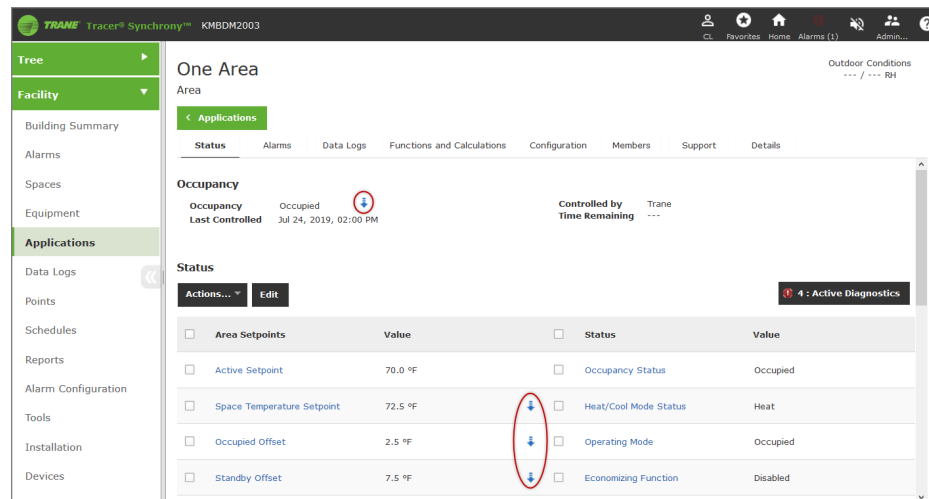 TRANE Tracer® Synchrony™ KMBDM2003
CL Favorites Home Alarms (1) Admin...
Tree
Facility
Building Summary
Alarms
Spaces
Equipment
Applications
Data Logs
Points
Schedules
Reports
Alarm Configuration
Tools
Installation
Devices
One Area
Area
Outdoor Conditions
--- / --- RH
< Applications
Status Alarms Data Logs Functions and Calculations Configuration Members Support Details
Occupancy
Occupancy Occupied Controlled by Trane
Last Controlled Jul 24, 2019, 02:00 PM Time Remaining ---
Status
Actions... Edit 4 : Active Diagnostics
Area Setpoints Value Status Value
Active Setpoint 70.0 °F Occupancy Status Occupied
Space Temperature Setpoint 72.5 °F Heat/Cool Mode Status Heat
Occupied Offset 2.5 °F Operating Mode Occupied
Standby Offset 7.5 °F Economizing Function Disabled